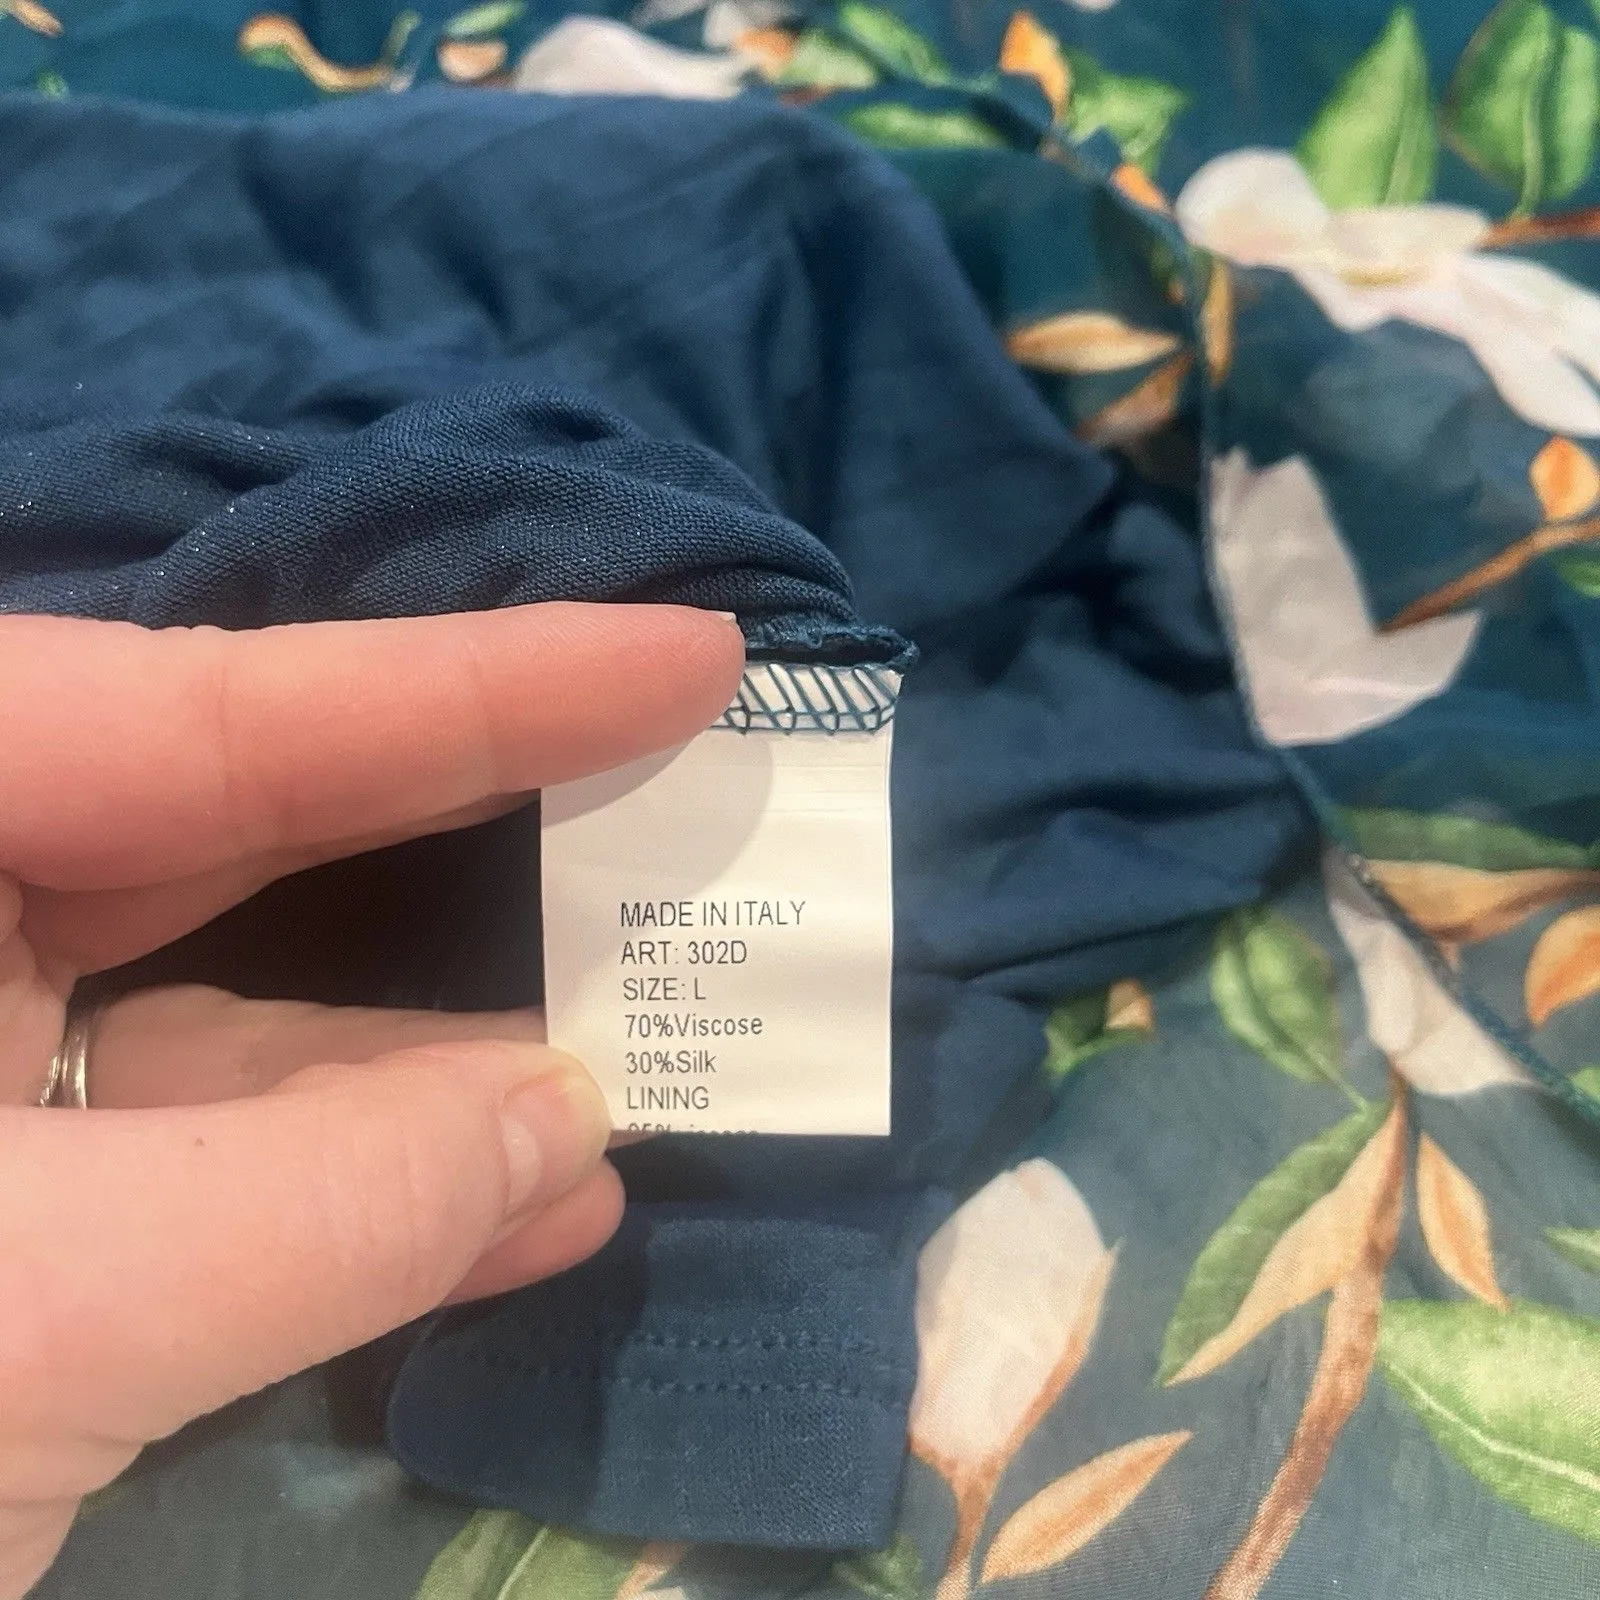 MADE IN ITALY
ART: 302D
SIZE: L
70%Viscose
30%Silk
LINING